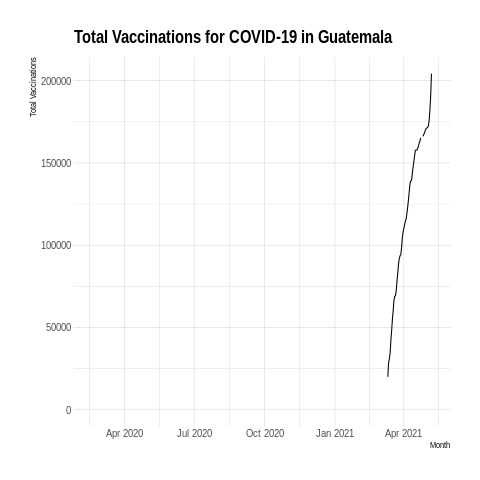 Total Vaccinations for COVID-19 in Guatemala
Total Vaccinations
200000
150000
100000
50000
0
Apr 2020 Jul 2020 Oct 2020 Jan 2021 Apr 2021
Month